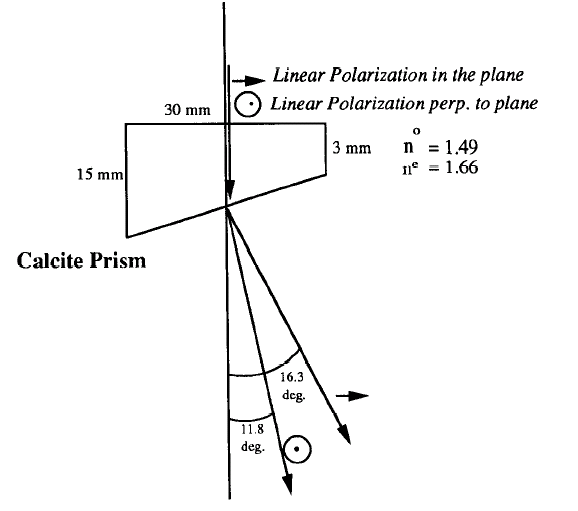 Linear Polarization in the plane
Linear Polarization perp. to plane
30 mm
3 mm
nᵒ = 1.49
nᵉ = 1.66
15 mm
Calcite Prism
16.3
deg.
11.8
deg.